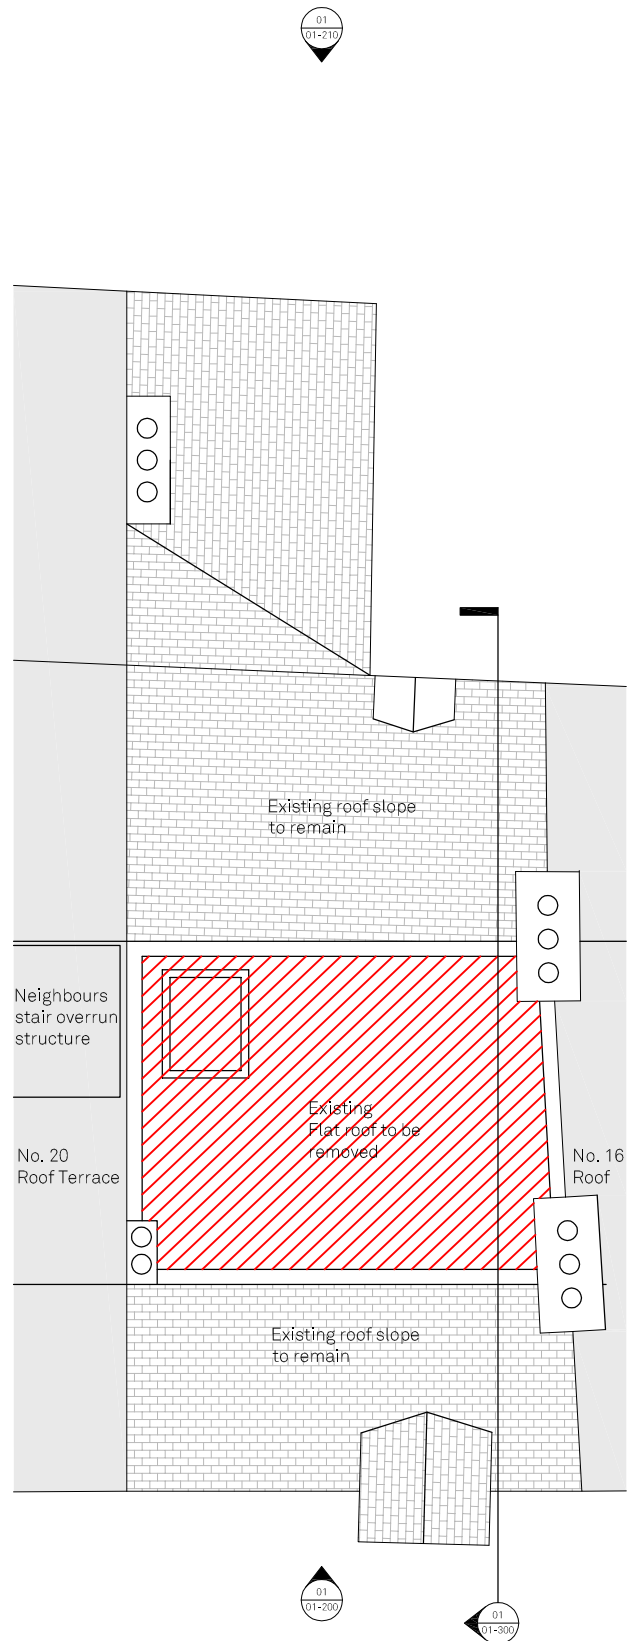 01
01-210
Existing roof slope
to remain
Neighbours
stair overrun
structure
Existing
Flat roof to be
removed
No. 20
Roof Terrace
No. 16
Roof
Existing roof slope
to remain
01
01-200
01
01-300